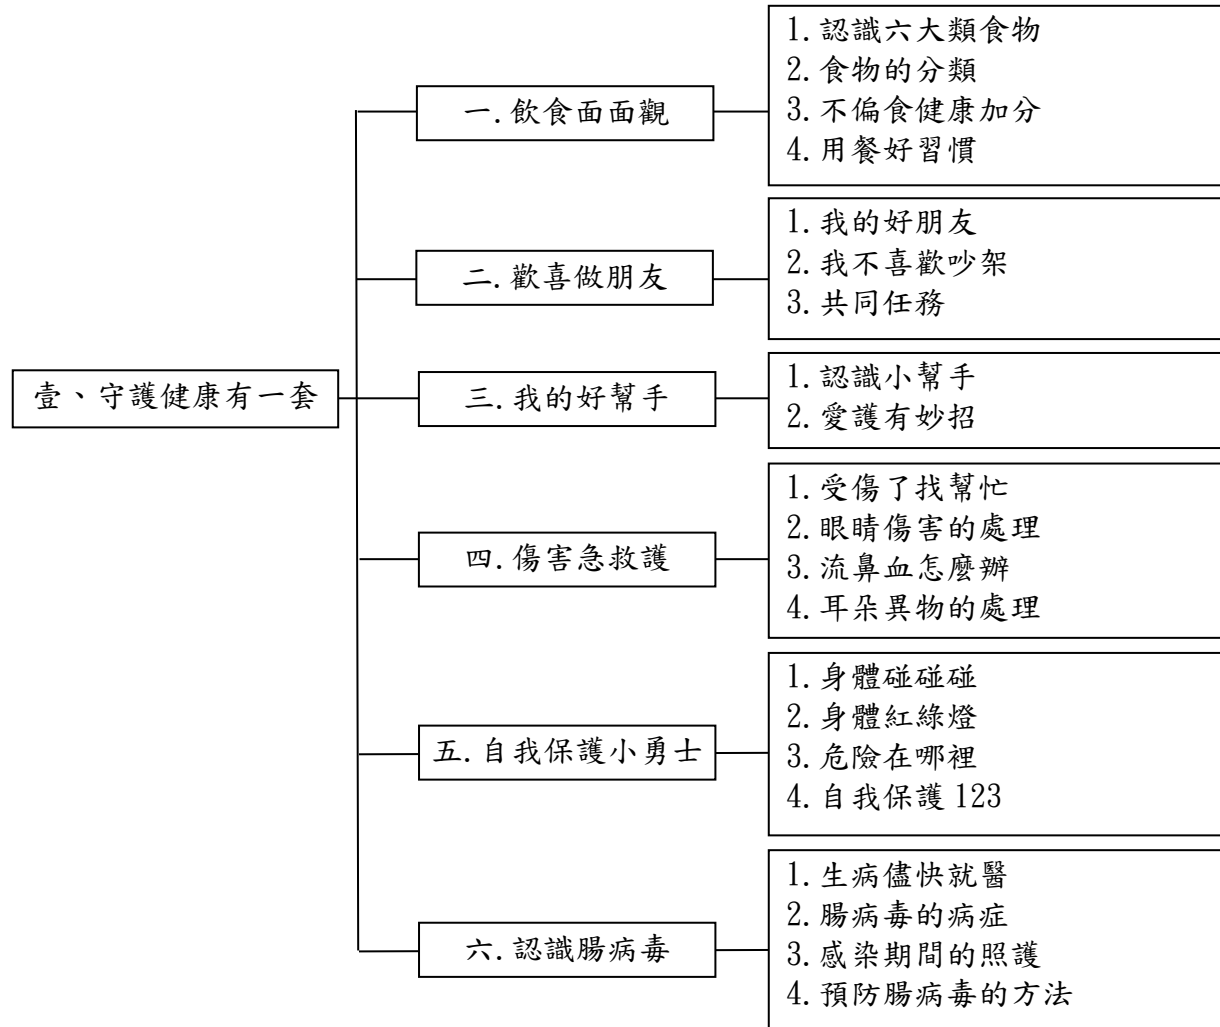 壹、守護健康有一套
一.飲食面面觀
1.認識六大類食物
2.食物的分類
3.不偏食健康加分
4.用餐好習慣
二.歡喜做朋友
1.我的好朋友
2.我不喜歡吵架
3.共同任務
三.我的好幫手
1.認識小幫手
2.愛護有妙招
四.傷害急救護
1.受傷了找幫忙
2.眼睛傷害的處理
3.流鼻血怎麼辦
4.耳朵異物的處理
五.自我保護小勇士
1.身體碰碰碰
2.身體紅綠燈
3.危險在哪裡
4.自我保護 123
六.認識腸病毒
1.生病儘快就醫
2.腸病毒的病症
3.感染期間的照護
4.預防腸病毒的方法